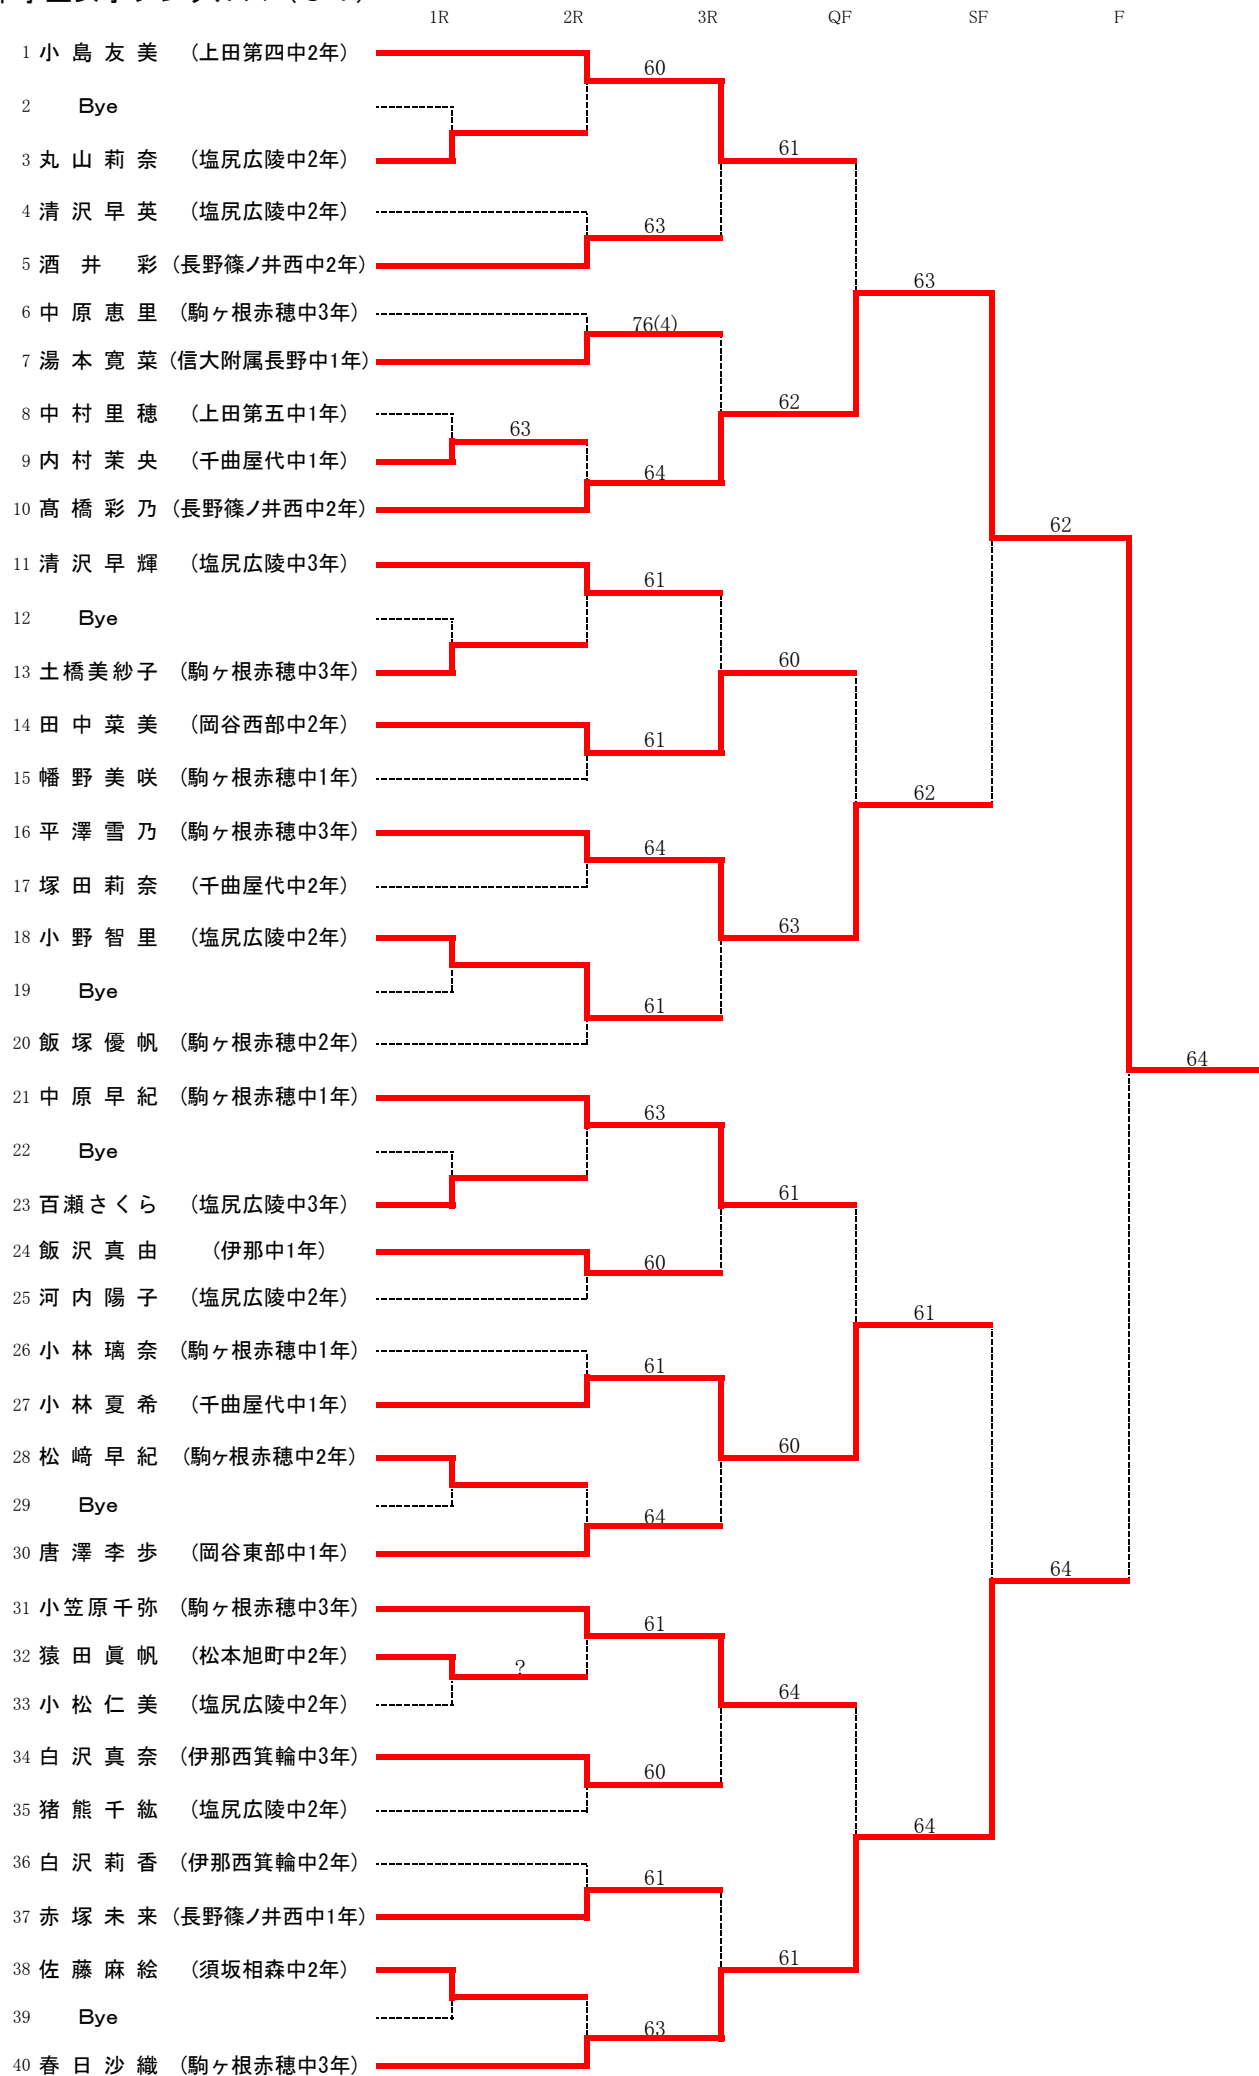 1R 2R 3R QF SF F
1 小島友美 (上田第四中2年)
60
2 Bye
3 丸山莉奈 (塩尻広陵中2年)
61
4 清沢早英 (塩尻広陵中2年)
63
5 酒井彩 (長野篠ノ井西中2年)
63
6 中原恵里 (駒ヶ根赤穂中3年)
76(4)
7 湯本寛菜 (信大附属長野中1年)
62
8 中村里穂 (上田第五中1年)
63
9 内村茉央 (千曲屋代中1年)
64
10 髙橋彩乃 (長野篠ノ井西中2年)
62
11 清沢早輝 (塩尻広陵中3年)
61
12 Bye
60
13 土橋美紗子 (駒ヶ根赤穂中3年)
14 田中菜美 (岡谷西部中2年)
61
15 幡野美咲 (駒ヶ根赤穂中1年)
62
16 平澤雪乃 (駒ヶ根赤穂中3年)
64
17 塚田莉奈 (千曲屋代中2年)
63
18 小野智里 (塩尻広陵中2年)
19 Bye
61
20 飯塚優帆 (駒ヶ根赤穂中2年)
64
21 中原早紀 (駒ヶ根赤穂中1年)
63
22 Bye
61
23 百瀬さくら (塩尻広陵中3年)
24 飯沢真由 (伊那中1年)
60
25 河内陽子 (塩尻広陵中2年)
61
26 小林璃奈 (駒ヶ根赤穂中1年)
61
27 小林夏希 (千曲屋代中1年)
60
28 松﨑早紀 (駒ヶ根赤穂中2年)
29 Bye
64
30 唐澤李歩 (岡谷東部中1年)
64
31 小笠原千弥 (駒ヶ根赤穂中3年)
61
32 猿田眞帆 (松本旭町中2年)
?
64
33 小松仁美 (塩尻広陵中2年)
34 白沢真奈 (伊那西箕輪中3年)
60
35 猪熊千紘 (塩尻広陵中2年)
64
36 白沢莉香 (伊那西箕輪中2年)
61
37 赤塚未来 (長野篠ノ井西中1年)
61
38 佐藤麻絵 (須坂相森中2年)
39 Bye
63
40 春日沙織 (駒ヶ根赤穂中3年)